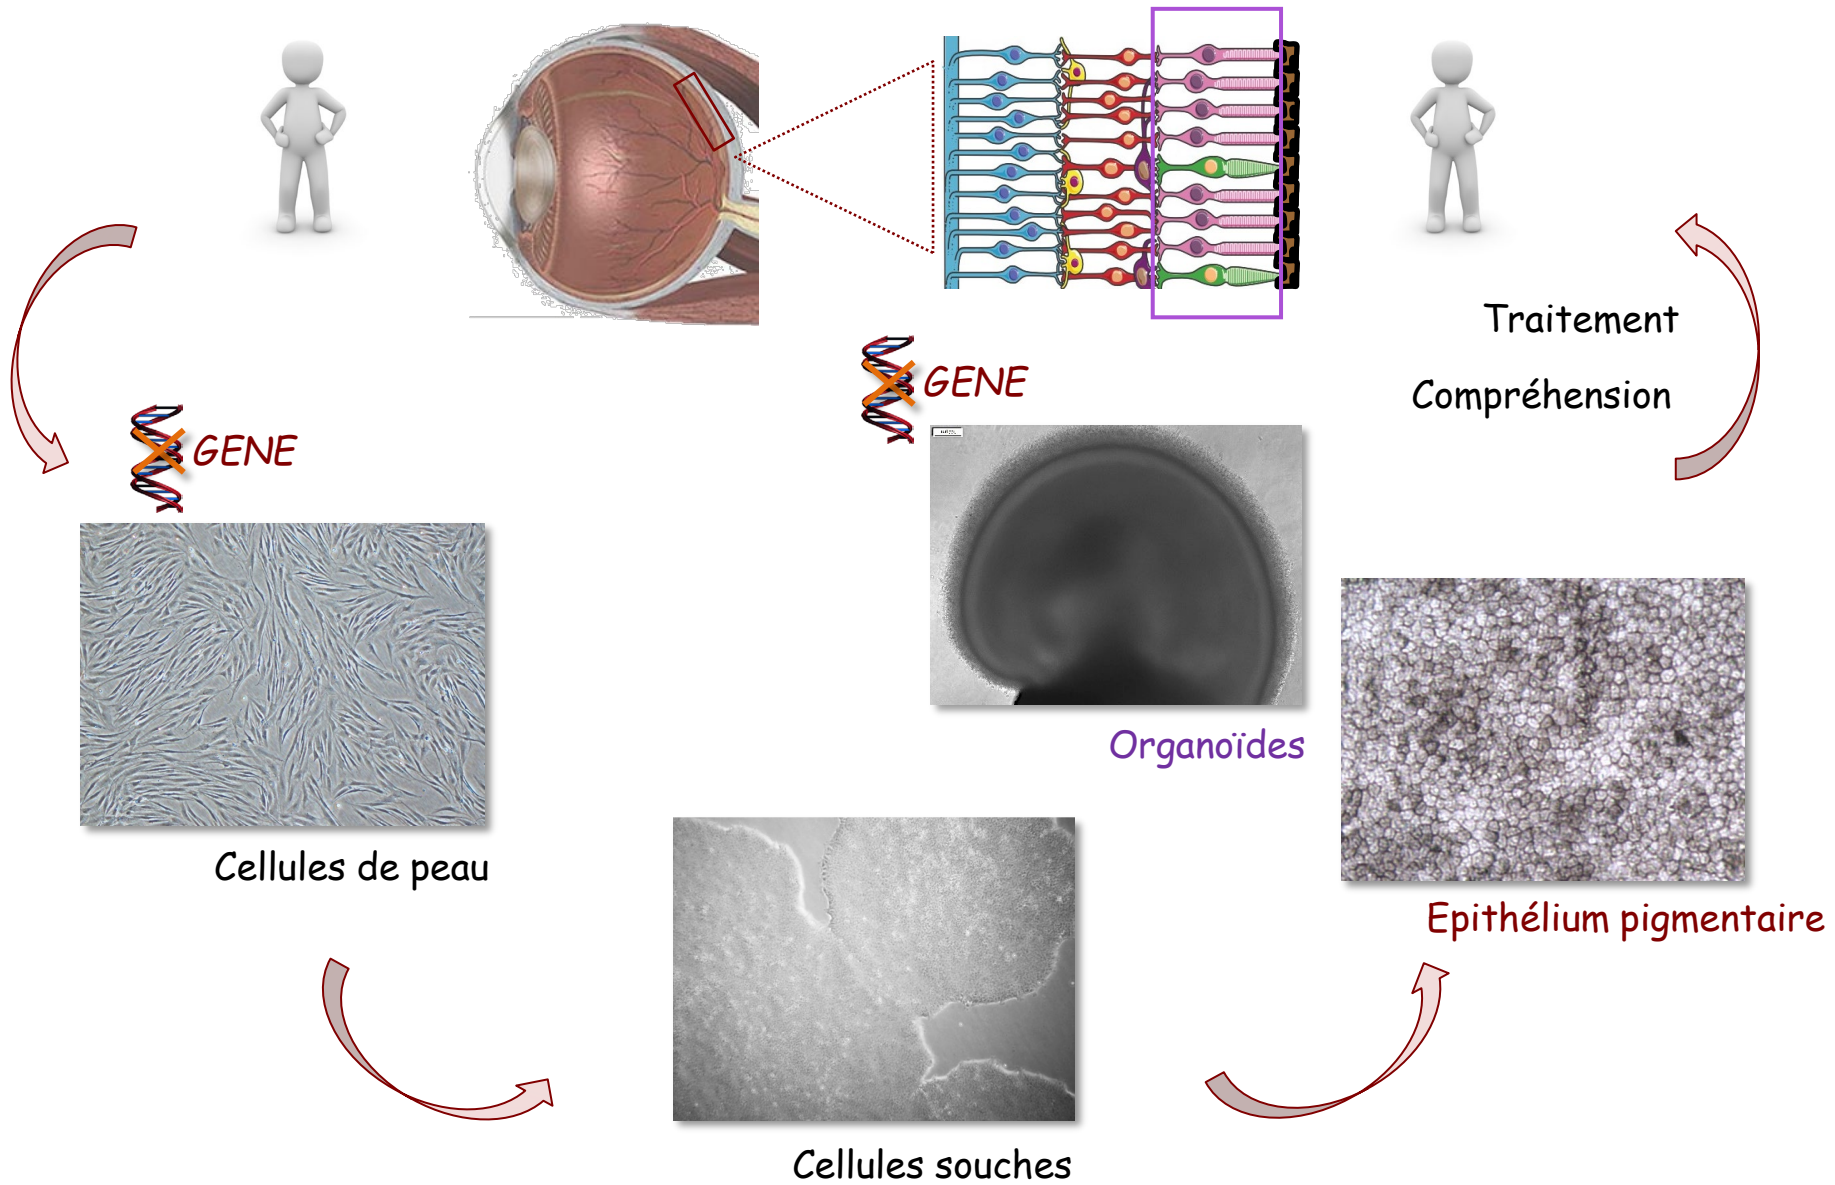 Traitement
GENE
Compréhension
GENE
Organoïdes
Cellules de peau
Epithélium pigmentaire
Cellules souches